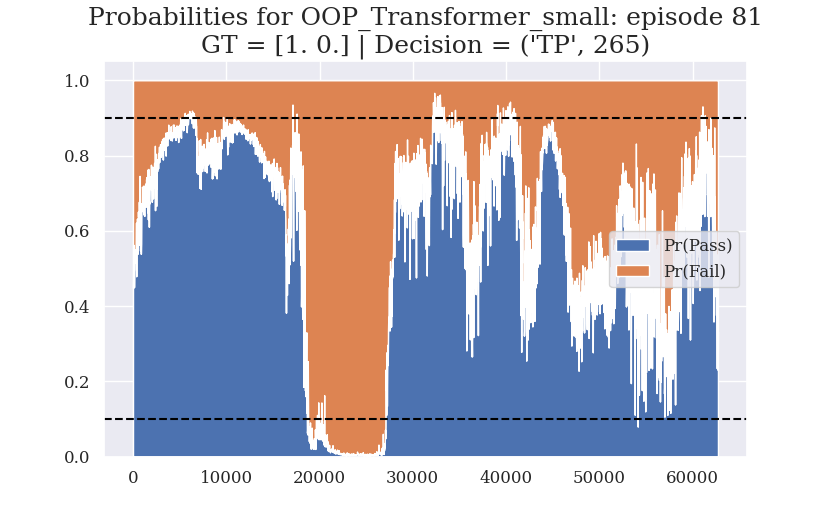 Probabilities for OOP_Transformer_small: episode 81
GT = [1. 0.] | Decision = ('TP', 265)
1.0
0.8
0.6
0.4
0.2
0.0
Pr(Pass)
Pr(Fail)
0 10000 20000 30000 40000 50000 60000